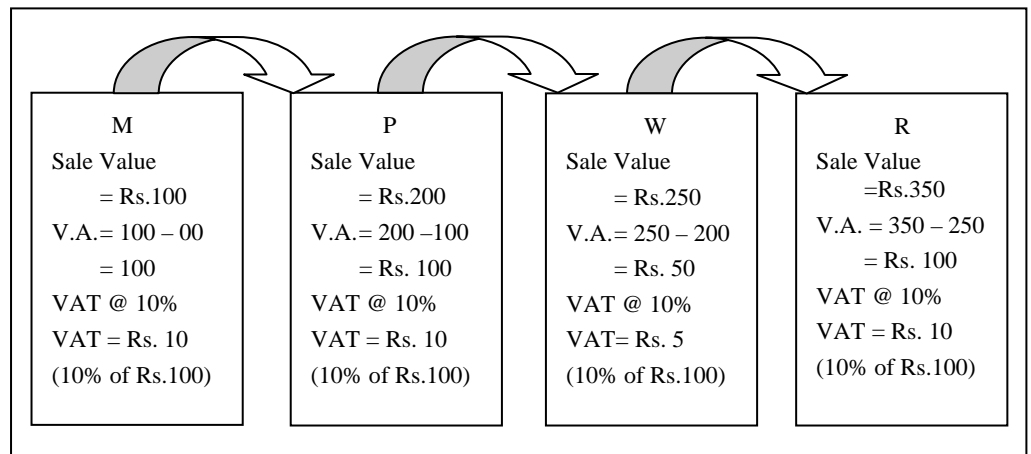 M
Sale Value
= Rs.100
V.A.= 100 – 00
= 100
VAT @ 10%
VAT = Rs. 10
(10% of Rs.100)
P
Sale Value
= Rs.200
V.A.= 200 –100
= Rs. 100
VAT @ 10%
VAT = Rs. 10
(10% of Rs.100)
W
Sale Value
= Rs.250
V.A.= 250 – 200
= Rs. 50
VAT @ 10%
VAT= Rs. 5
(10% of Rs.100)
R
Sale Value
=Rs.350
V.A. = 350 – 250
= Rs. 100
VAT @ 10%
VAT = Rs. 10
(10% of Rs.100)